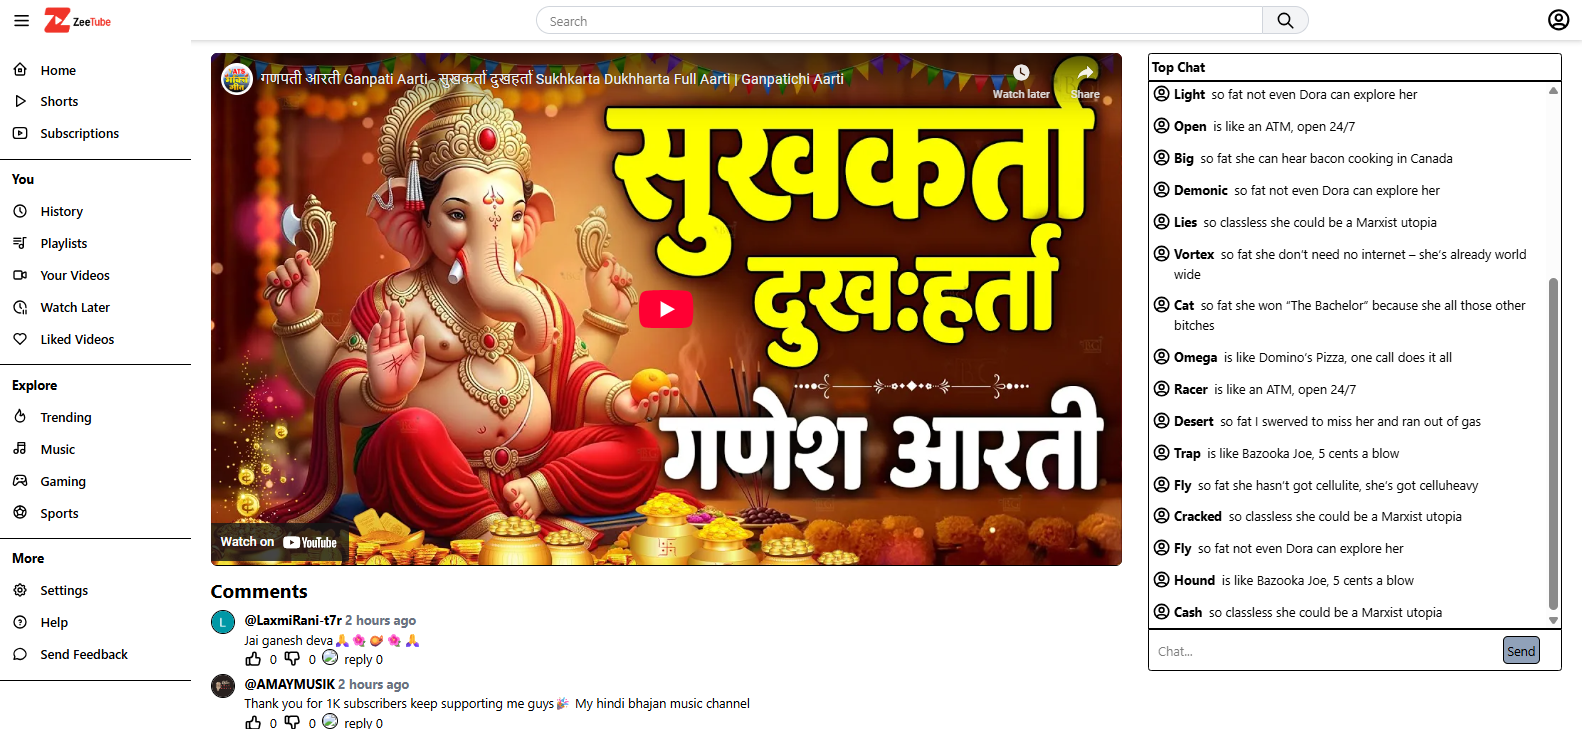 ZeeTube
Search
Home
Shorts
Subscriptions
You
History
Playlists
Your Videos
Watch Later
Liked Videos
Explore
Trending
Music
Gaming
Sports
More
Settings
Help
Send Feedback
गणपती आरती Ganpati Aarti - सुखकर्ता दुखहर्ता Sukhkarta Dukhharta Full Aarti | Ganpatichi Aarti
Watch later
Share
सुखकर्ता
दुख:हर्ता
गणेश आरती
Watch on YouTube
Comments
L
@LaxmiRani-t7r 2 hours ago
Jai ganesh deva🙏🌺🪔🌺🙏
0 0 reply 0
@AMAYMUSIK 2 hours ago
Thank you for 1K subscribers keep supporting me guys🎉 My hindi bhajan music channel
0 0 reply 0
Top Chat
Light so fat not even Dora can explore her
Open is like an ATM, open 24/7
Big so fat she can hear bacon cooking in Canada
Demonic so fat not even Dora can explore her
Lies so classless she could be a Marxist utopia
Vortex so fat she don’t need no internet – she’s already world
wide
Cat so fat she won “The Bachelor” because she all those other
bitches
Omega is like Domino’s Pizza, one call does it all
Racer is like an ATM, open 24/7
Desert so fat I swerved to miss her and ran out of gas
Trap is like Bazooka Joe, 5 cents a blow
Fly so fat she hasn’t got cellulite, she’s got celluheavy
Cracked so classless she could be a Marxist utopia
Fly so fat not even Dora can explore her
Hound is like Bazooka Joe, 5 cents a blow
Cash so classless she could be a Marxist utopia
Chat...
Send